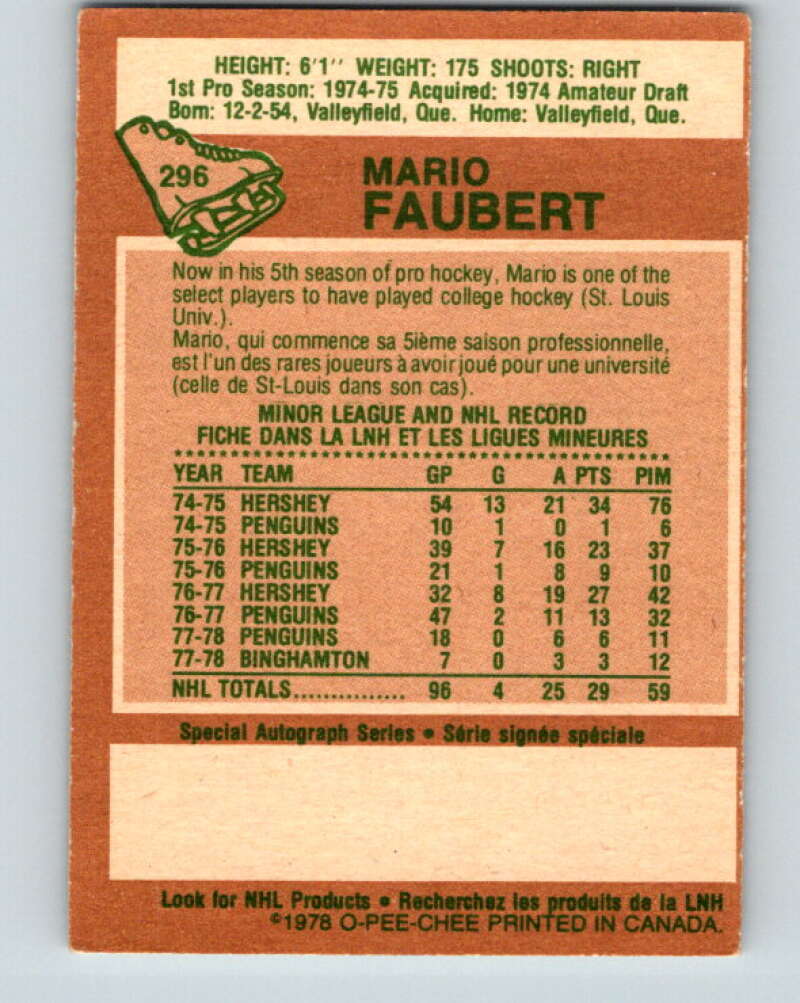 HEIGHT: 6'1'' WEIGHT: 175 SHOOTS: RIGHT
1st Pro Season: 1974-75 Acquired: 1974 Amateur Draft
Born: 12-2-54, Valleyfield, Que. Home: Valleyfield, Que.
296
MARIO
FAUBERT
Now in his 5th season of pro hockey, Mario is one of the
select players to have played college hockey (St. Louis
Univ.).
Mario, qui commence sa 5ième saison professionnelle,
est l'un des rares joueurs à avoir joué pour une université
(celle de St-Louis dans son cas).
MINOR LEAGUE AND NHL RECORD
FICHE DANS LA LNH ET LES LIGUES MINEURES
YEAR TEAM GP G A PTS PIM
74-75 HERSHEY 54 13 21 34 76
74-75 PENGUINS 10 1 0 1 6
75-76 HERSHEY 39 7 16 23 37
75-76 PENGUINS 21 1 8 9 10
76-77 HERSHEY 32 8 19 27 42
76-77 PENGUINS 47 2 11 13 32
77-78 PENGUINS 18 0 6 6 11
77-78 BINGHAMTON 7 0 3 3 12
NHL TOTALS............... 96 4 25 29 59
Special Autograph Series • Série signée spéciale
Look for NHL Products • Recherchez les produits de la LNH
©1978 O-PEE-CHEE PRINTED IN CANADA.